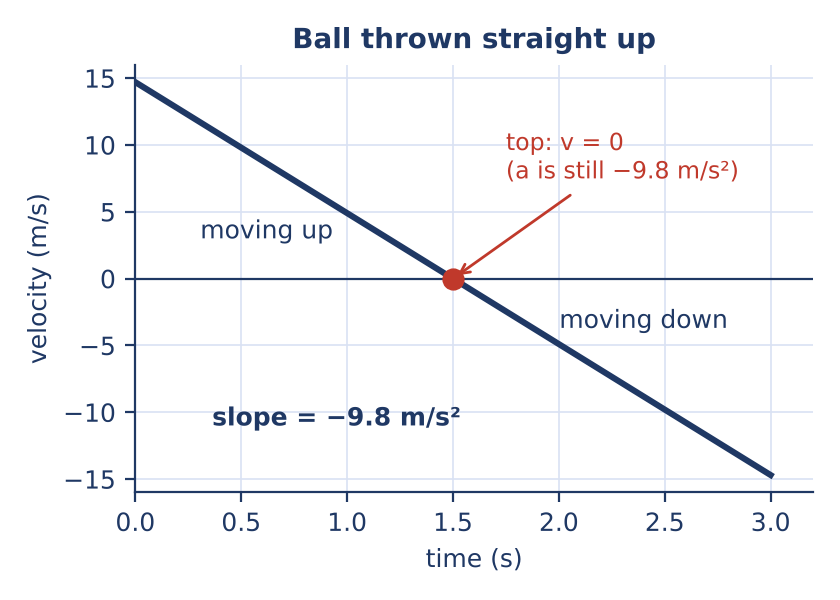 Ball thrown straight up
velocity (m/s)
15
10
5
0
−5
−10
−15
top: v = 0
(a is still −9.8 m/s²)
moving up
moving down
slope = −9.8 m/s²
0.0 0.5 1.0 1.5 2.0 2.5 3.0
time (s)